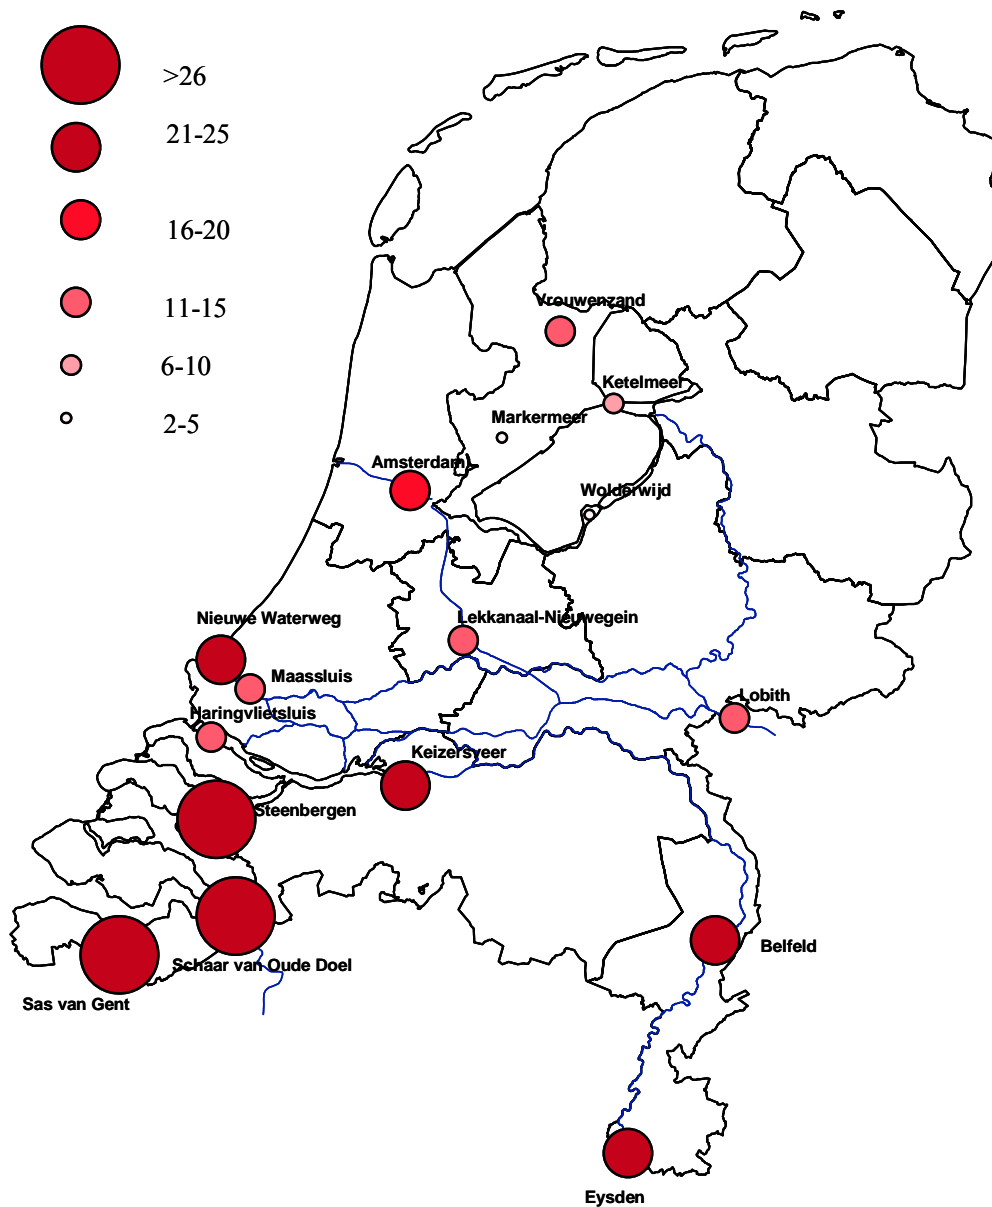 >26
21-25
16-20
11-15
6-10
2-5
Vrouwenzand
Ketelmeer
Markermeer
Amsterdam
Wolderwijd
Nieuwe Waterweg
Lekkanaal-Nieuwegein
Maassluis
Lobith
Haringvlietsluis
Keizersveer
Steenbergen
Belfeld
Schaar van Oude Doel
Sas van Gent
Eysden